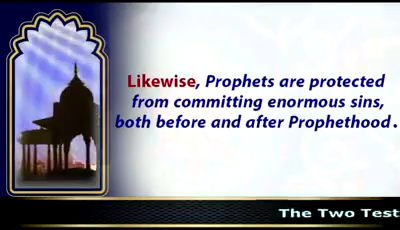 Likewise, Prophets are protected
from committing enormous sins,
both before and after Prophethood.
The Two Test